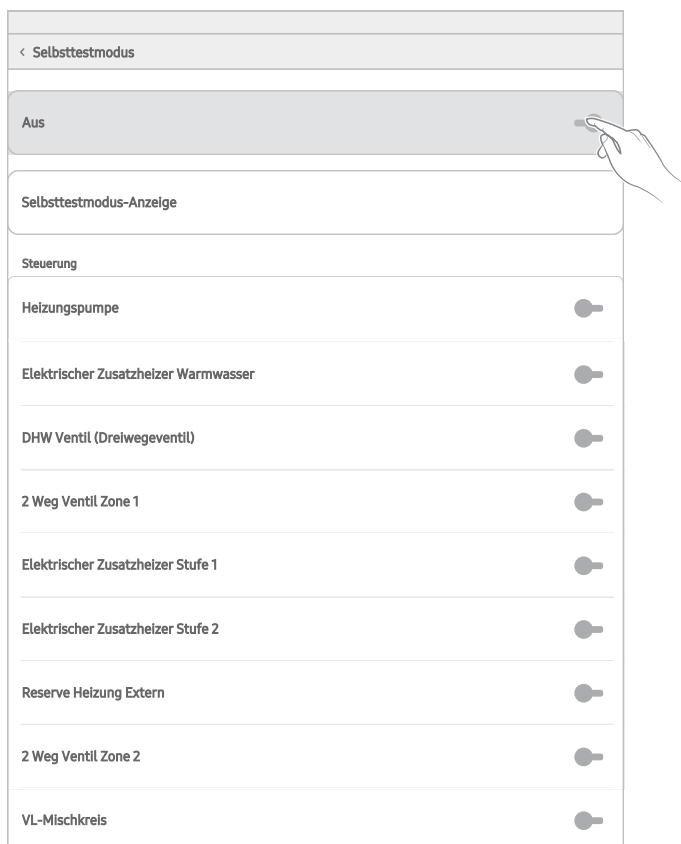 < Selbsttestmodus
Aus
Selbsttestmodus-Anzeige
Steuerung
Heizungspumpe
Elektrischer Zusatzheizer Warmwasser
DHW Ventil (Dreiwegeventil)
2 Weg Ventil Zone 1
Elektrischer Zusatzheizer Stufe 1
Elektrischer Zusatzheizer Stufe 2
Reserve Heizung Extern
2 Weg Ventil Zone 2
VL-Mischkreis